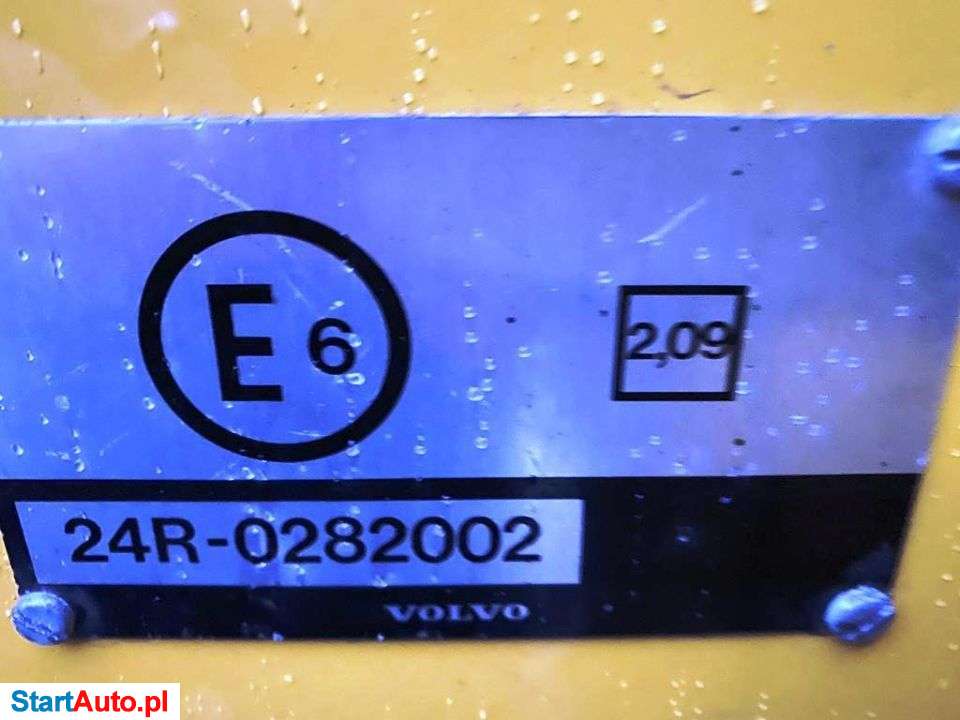 E 6
2,09
24R-0282002
VOLVO
StartAuto.pl